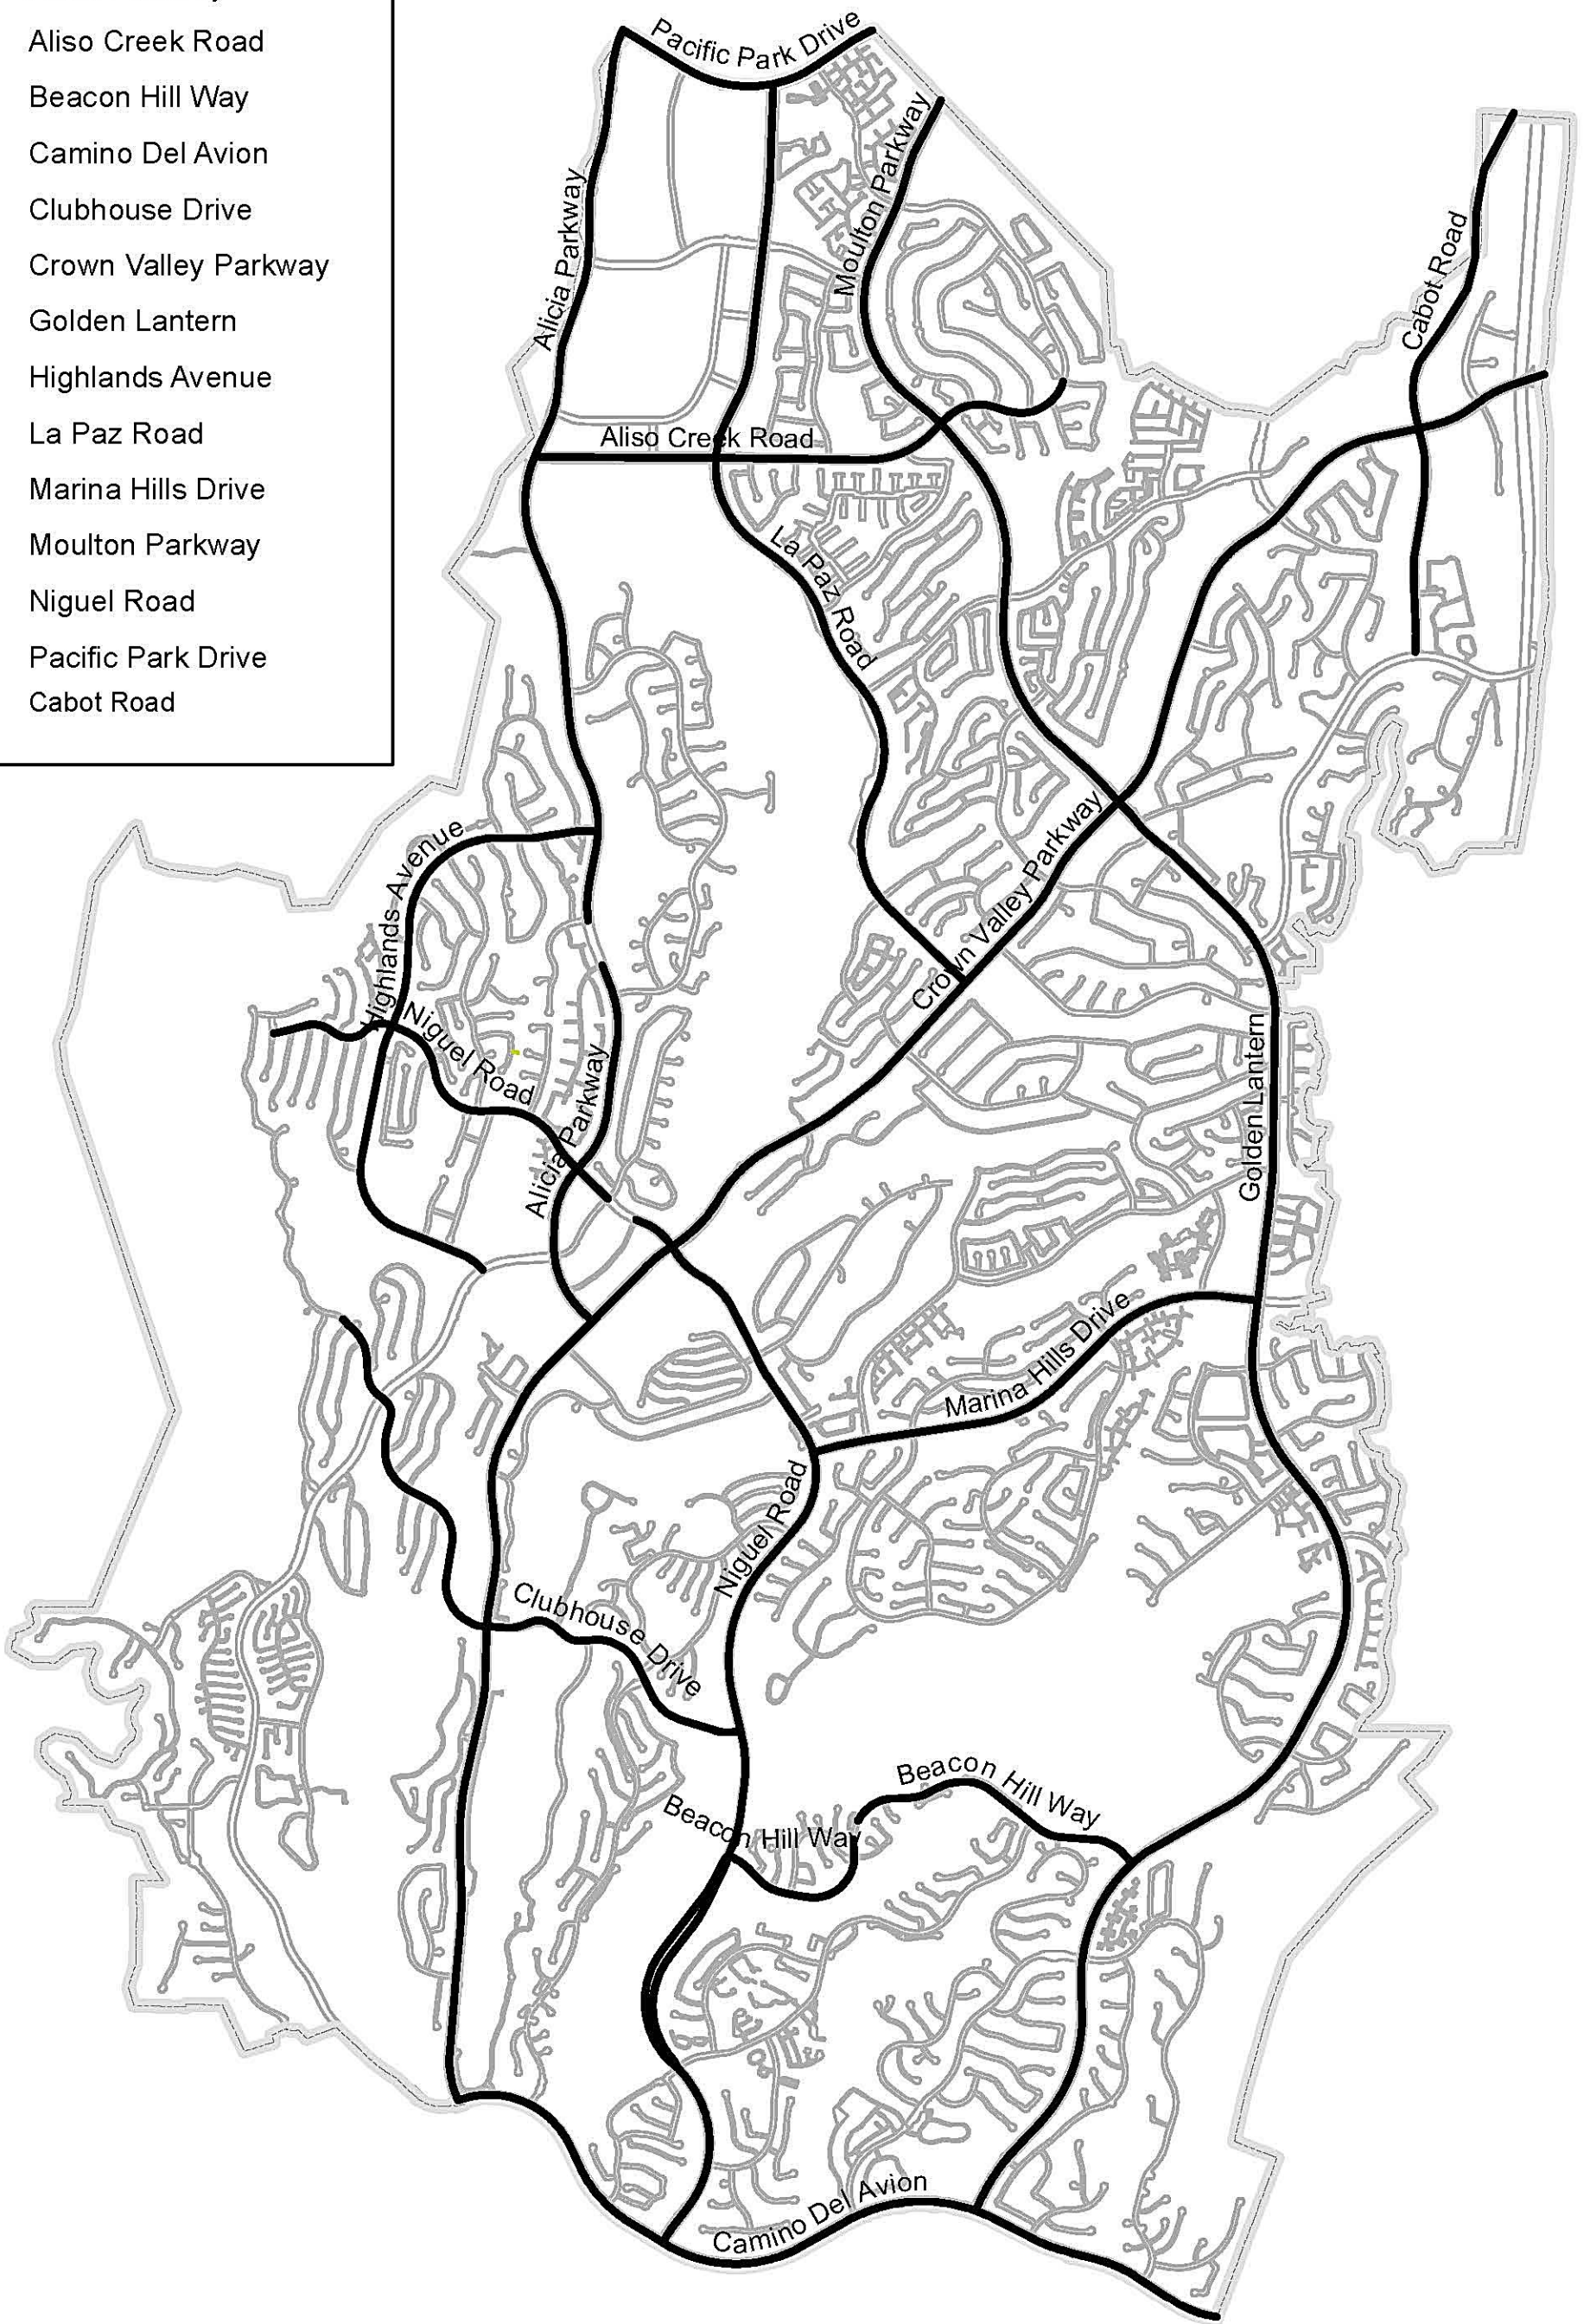 Aliso Creek Road
Beacon Hill Way
Camino Del Avion
Clubhouse Drive
Crown Valley Parkway
Golden Lantern
Highlands Avenue
La Paz Road
Marina Hills Drive
Moulton Parkway
Niguel Road
Pacific Park Drive
Cabot Road
Pacific Park Drive
Moulton Parkway
Alicia Parkway
Cabot Road
Aliso Creek Road
La Paz Road
Crown Valley Parkway
Highlands Avenue
Niguel Road
Alicia Parkway
Golden Lantern
Marina Hills Drive
Niguel Road
Clubhouse Drive
Beacon Hill Way
Beacon Hill Way
Camino Del Avion